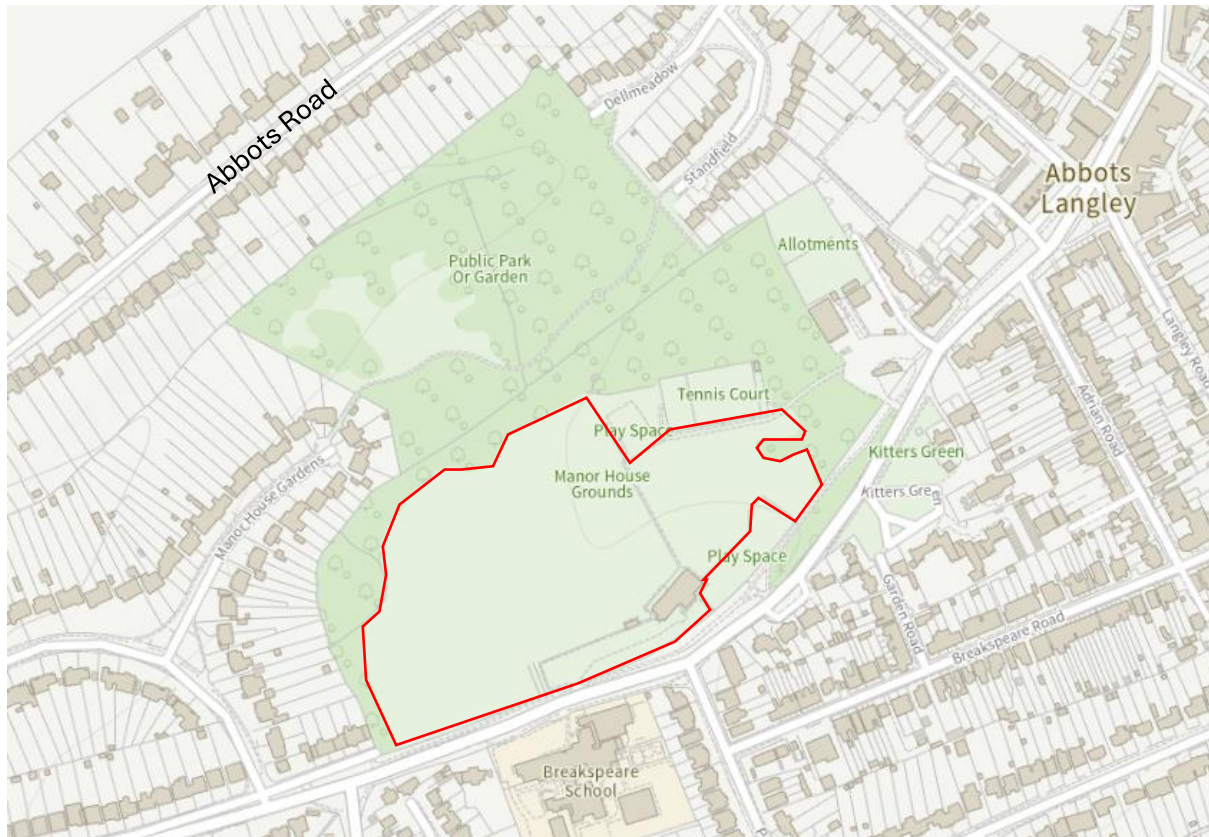 Abbots Road
Dellmeadow
Standfield
Abbots
Langley
Allotments
Public Park
Or Garden
Langley Road
Adrian Road
Tennis Court
Play Space
Kitters Green
Manor House
Grounds
Kitters Green
Manor House Gardens
Play Space
Garden Road
Breakspeare Road
Breakspeare
School